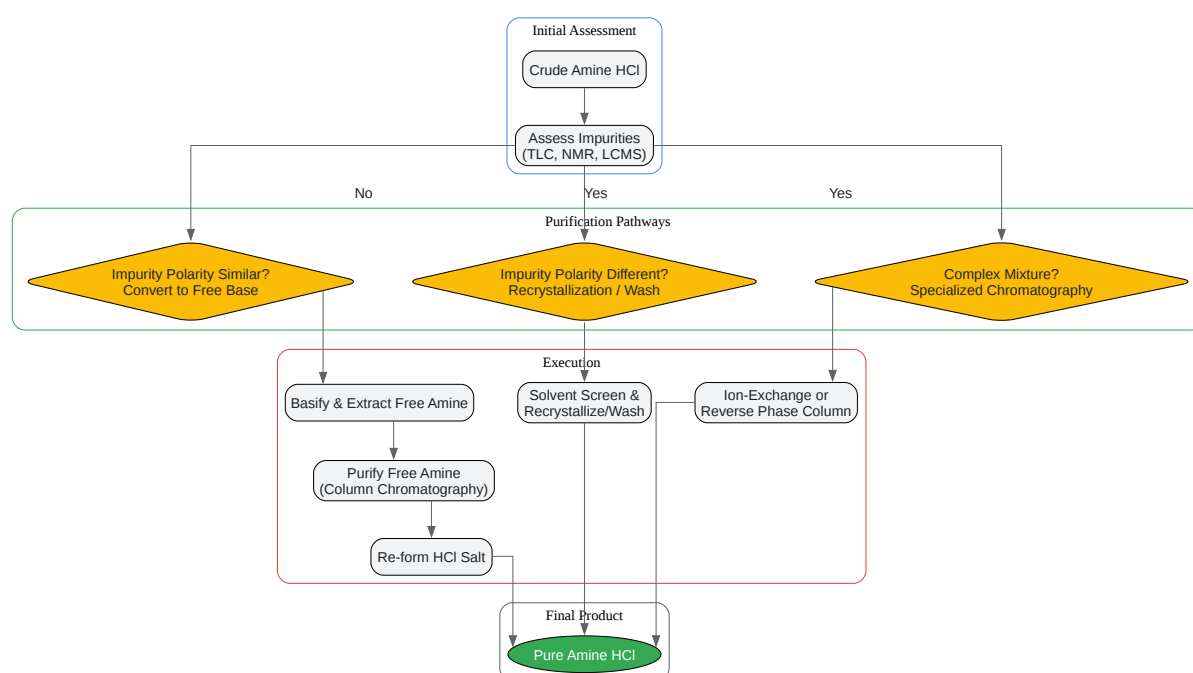 Initial Assessment
Crude Amine HCl
Assess Impurities
(TLC, NMR, LCMS)
No
Yes
Yes
Purification Pathways
Impurity Polarity Similar?
Convert to Free Base
Impurity Polarity Different?
Recrystallization / Wash
Complex Mixture?
Specialized Chromatography
Execution
Basify & Extract Free Amine
Solvent Screen &
Recrystallize/Wash
Ion-Exchange or
Reverse Phase Column
Purify Free Amine
(Column Chromatography)
Re-form HCl Salt
Final Product
Pure Amine HCl